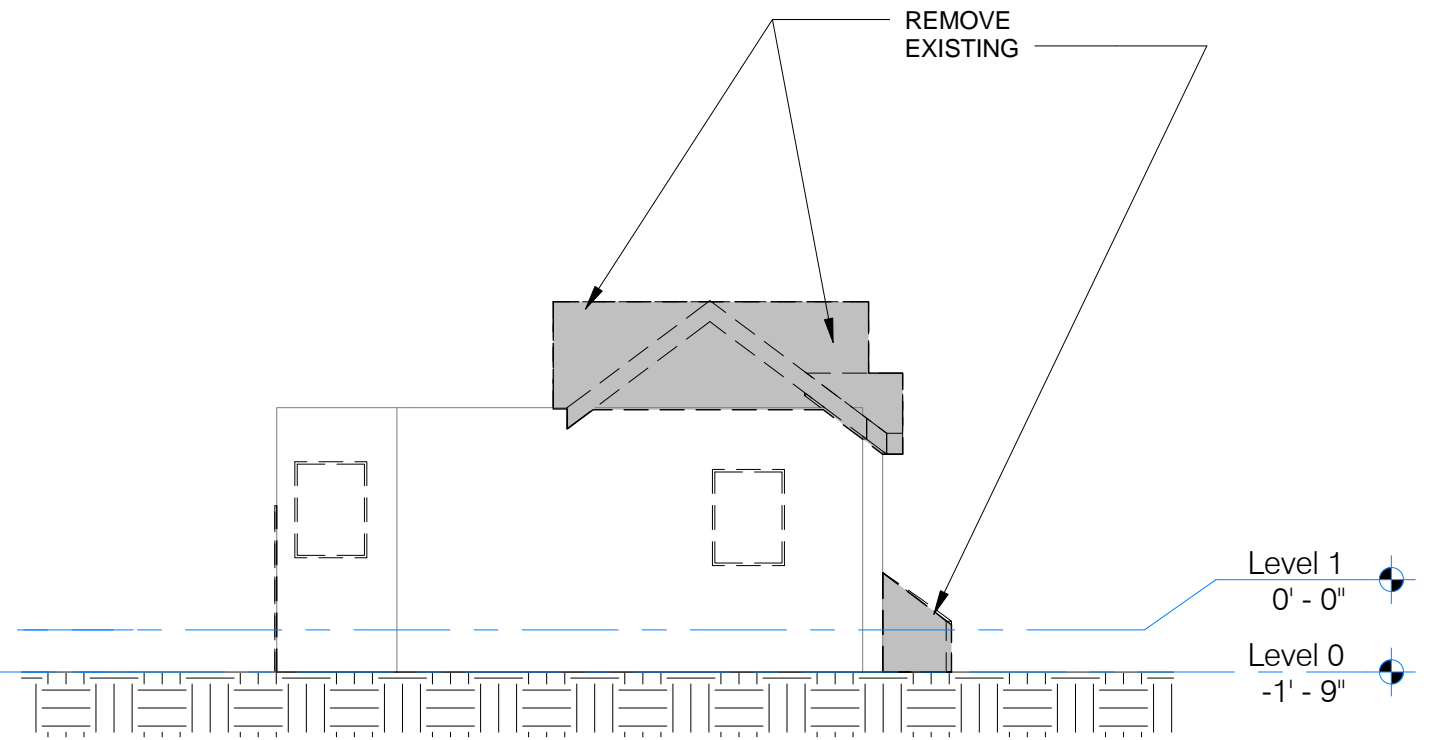 REMOVE
EXISTING
Level 1
0' - 0"
Level 0
-1' - 9"